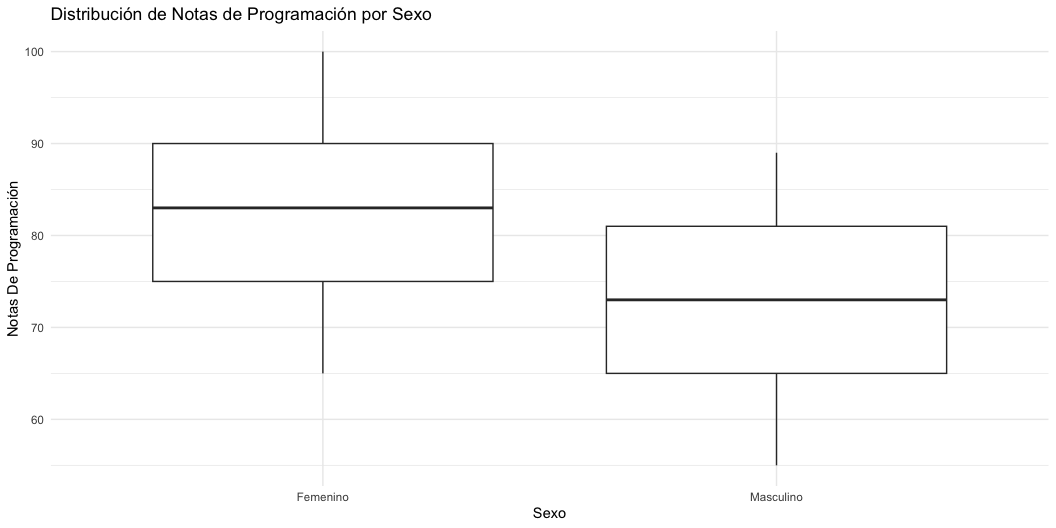 Distribución de Notas de Programación por Sexo
Notas De Programación
100
90
80
70
60
Femenino
Masculino
Sexo